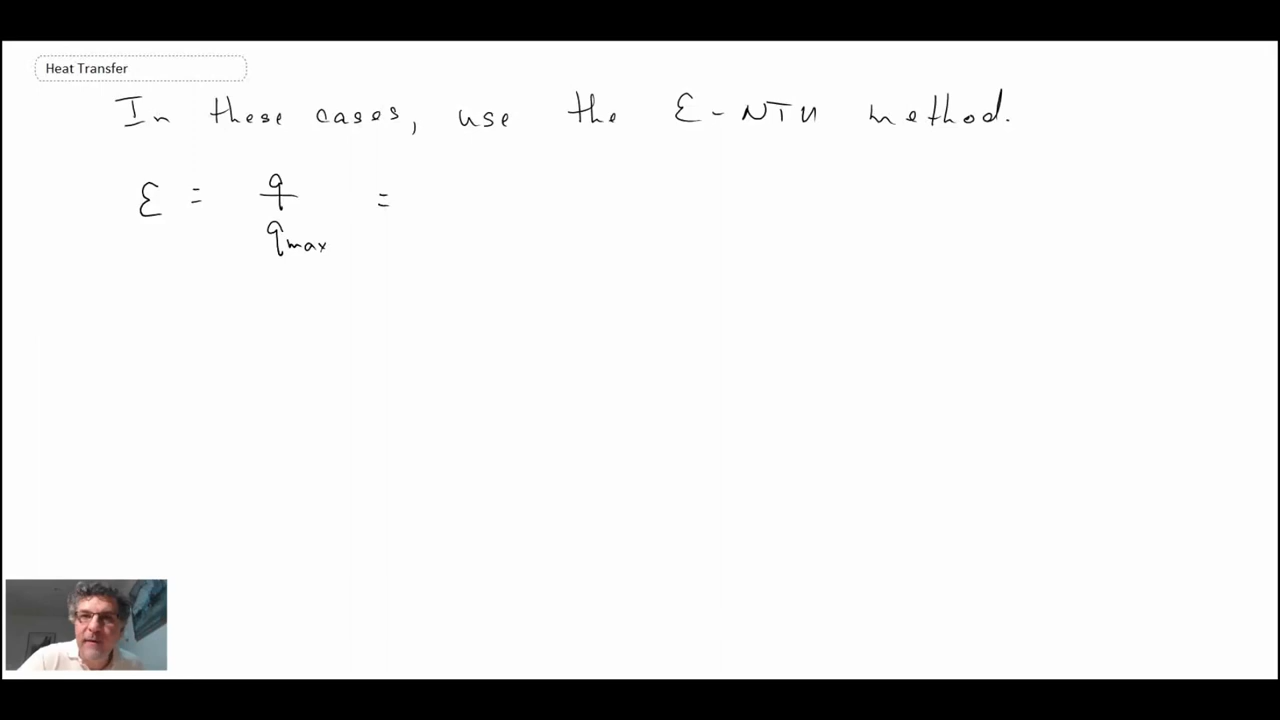 Heat Transfer
In these cases, use the ε-NTU method.
ε = q/qmax =